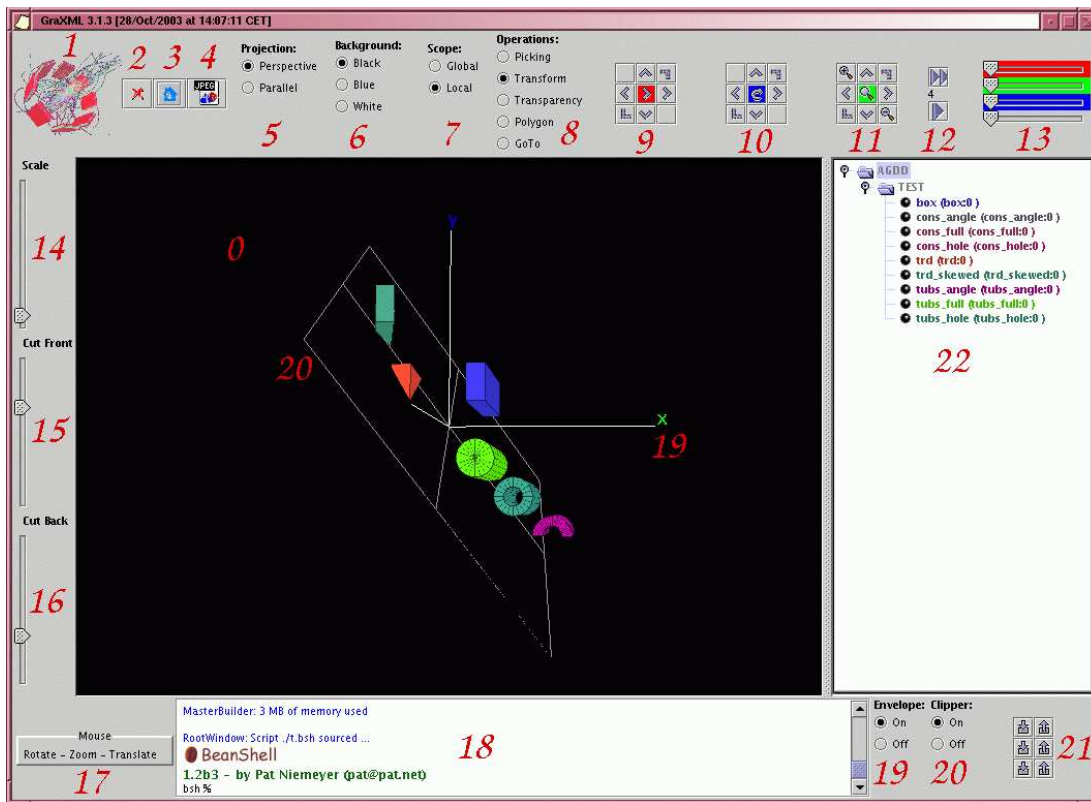 GraXML 3.1.3 [28/Oct/2003 at 14:07:11 CET]
1
2 3 4
JPEG
Projection:
Perspective
Parallel
5
Background:
Black
Blue
White
6
Scope:
Global
Local
7
Operations:
Picking
Transform
Transparency
Polygon
GoTo
8
9
10
11
4
12
13
Scale
14
Cut Front
15
Cut Back
16
0
y
20
x
19
AGDD
TEST
box (box:0 )
cons_angle (cons_angle:0 )
cons_full (cons_full:0 )
cons_hole (cons_hole:0 )
trd (trd:0 )
trd_skewed (trd_skewed:0 )
tubs_angle (tubs_angle:0 )
tubs_full (tubs_full:0 )
tubs_hole (tubs_hole:0 )
22
Mouse
Rotate - Zoom - Translate
17
MasterBuilder: 3 MB of memory used
RootWindow: Script ./t.bsh sourced ...
BeanShell
1.2b3 - by Pat Niemeyer (pat@pat.net)
bsh %
18
Envelope:
On
Off
19
Clipper:
On
Off
20
21